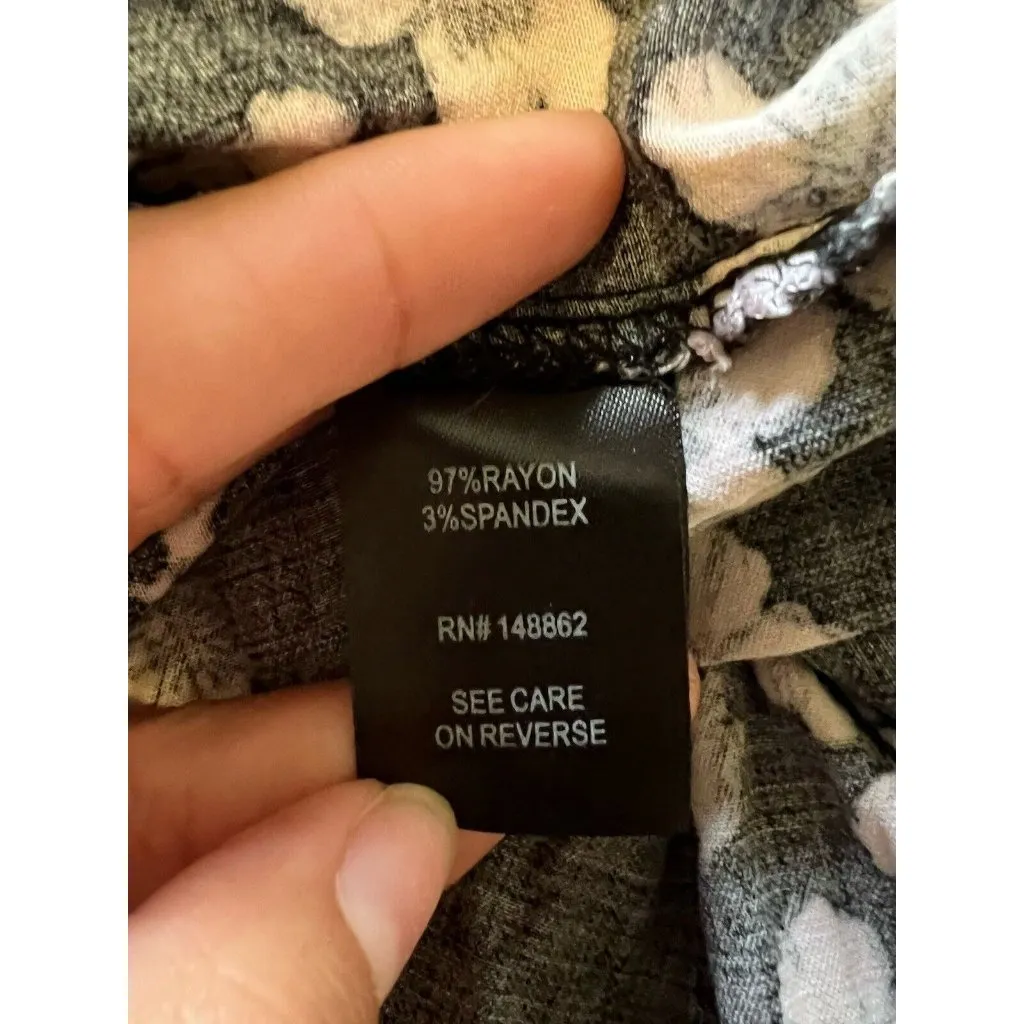 97%RAYON
3%SPANDEX
RN# 148862
SEE CARE
ON REVERSE